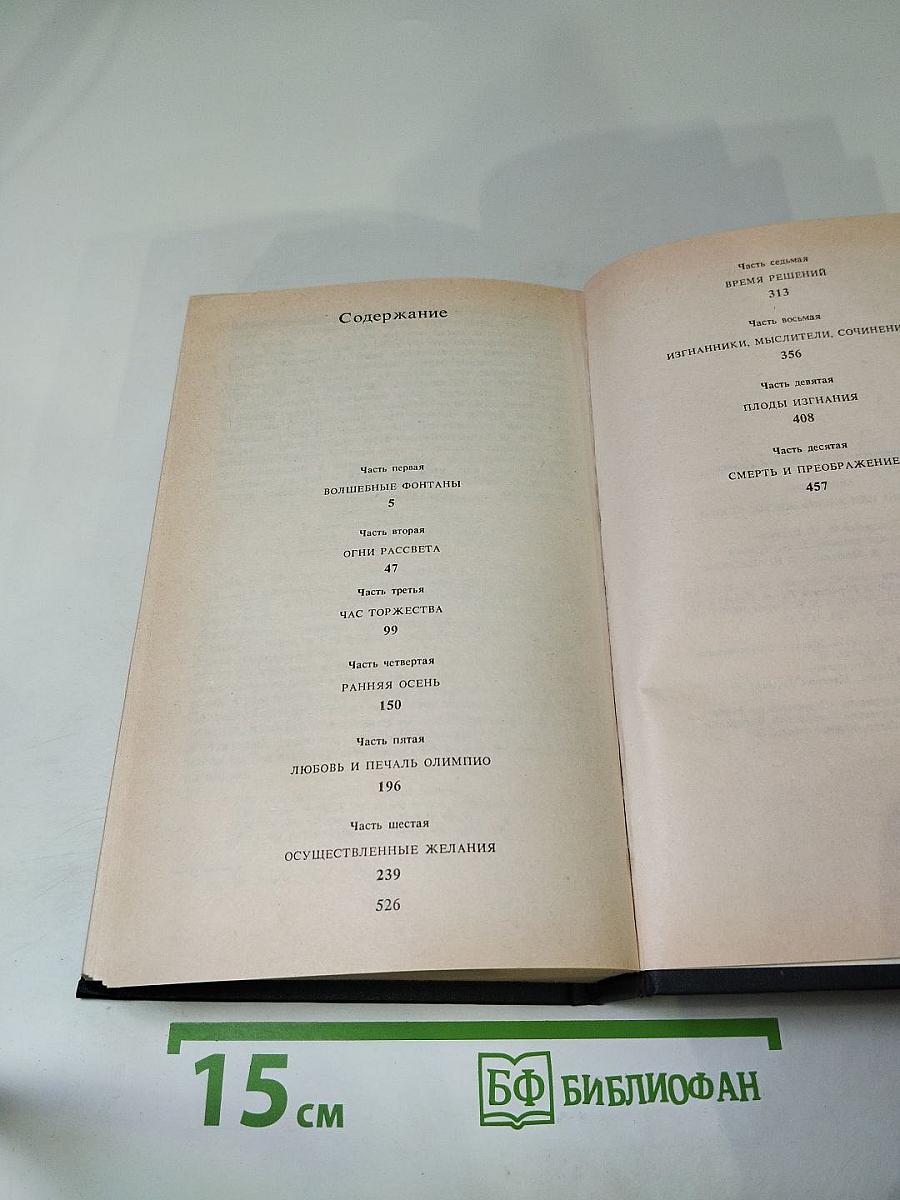 Содержание
Часть первая
ВОЛШЕБНЫЕ ФОНТАНЫ
5
Часть вторая
ОГНИ РАССВЕТА
47
Часть третья
ЧАС ТОРЖЕСТВА
99
Часть четвертая
РАННЯЯ ОСЕНЬ
150
Часть пятая
ЛЮБОВЬ И ПЕЧАЛЬ ОЛИМПИО
196
Часть шестая
ОСУЩЕСТВЛЕННЫЕ ЖЕЛАНИЯ
239
526
Часть седьмая
ВРЕМЯ РЕШЕНИЙ
313
Часть восьмая
ИЗГНАННИКИ, МЫСЛИТЕЛИ, СОЧИНЕНИ
356
Часть девятая
ПЛОДЫ ИЗГНАНИЯ
408
Часть десятая
СМЕРТЬ И ПРЕОБРАЖЕНИЕ
457
15 см
БФ БИБЛИОФАН